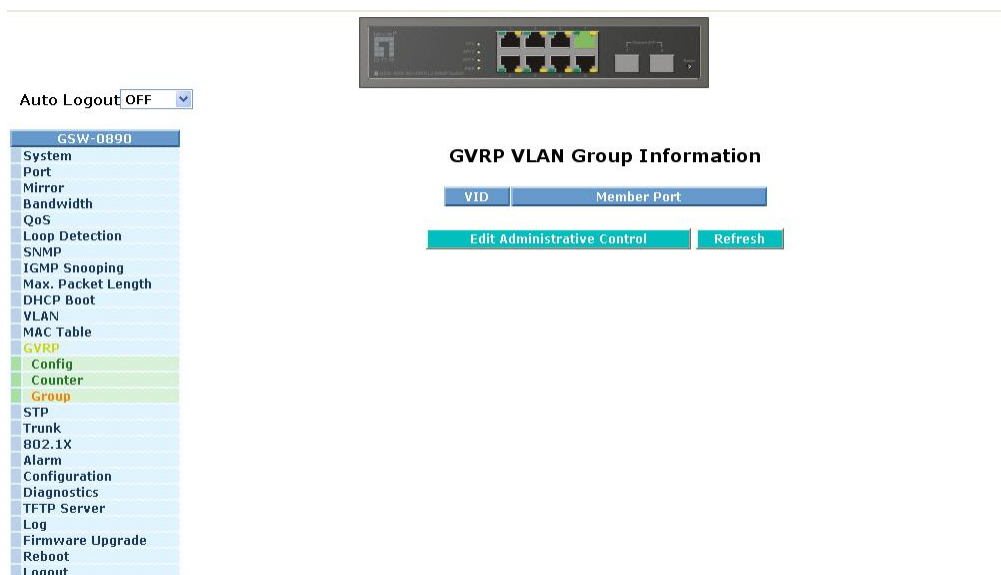 Auto Logout OFF
GSW-0890
System
Port
Mirror
Bandwidth
QoS
Loop Detection
SNMP
IGMP Snooping
Max. Packet Length
DHCP Boot
VLAN
MAC Table
GVRP
Config
Counter
Group
STP
Trunk
802.1X
Alarm
Configuration
Diagnostics
TFTP Server
Log
Firmware Upgrade
Reboot
Logout
GVRP VLAN Group Information
VID Member Port
Edit Administrative Control Refresh